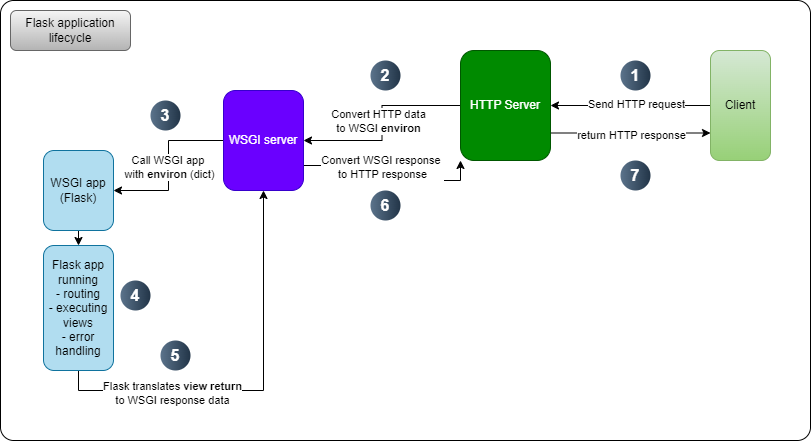 Flask application
lifecycle
1
Send HTTP request
Client
HTTP Server
return HTTP response
7
2
Convert HTTP data
to WSGI environ
WSGI server
Convert WSGI response
to HTTP response
6
3
Call WSGI app
with environ (dict)
WSGI app
(Flask)
Flask app
running
- routing
- executing
views
- error
handling
4
5
Flask translates view return
to WSGI response data